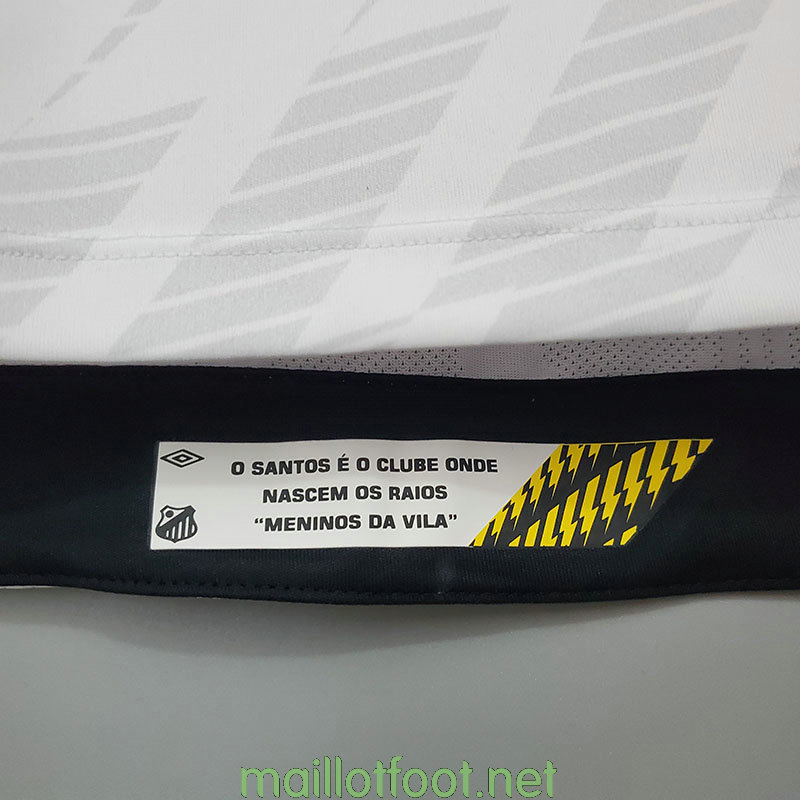 O SANTOS É O CLUBE ONDE
NASCEM OS RAIOS
“MENINOS DA VILA”
maillotfoot.net